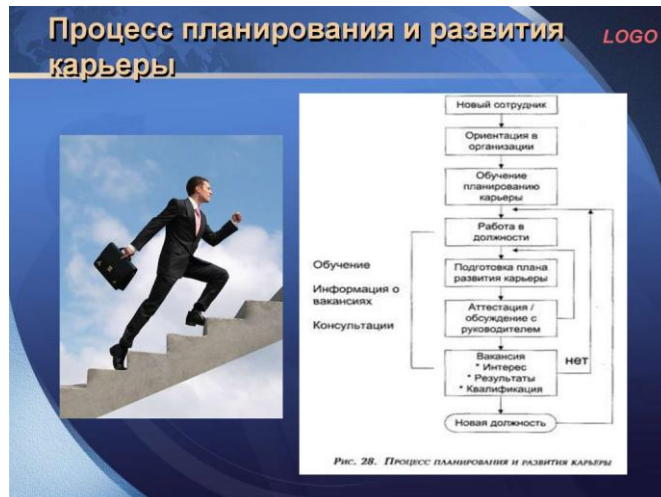 Процесс планирования и развития
карьеры
LOGO
Новый сотрудник
Ориентация в
организации
Обучение
планированию
карьеры
Работа в
должности
Подготовка плана
развития карьеры
Аттестация /
обсуждение с
руководителем
Вакансия
* Интерес
* Результаты
* Квалификация
нет
Новая должность
Обучение
Информация о
вакансиях
Консультации
Рис. 28. Процесс планирования и развития карьеры